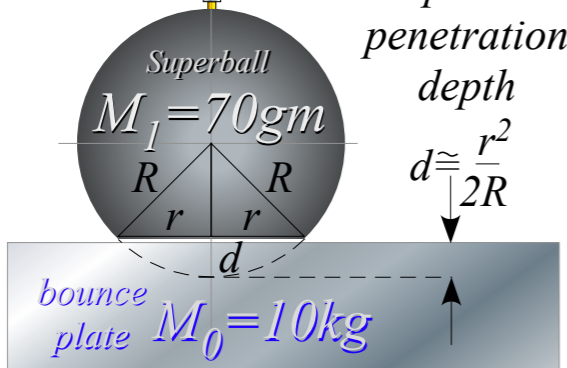 penetration
depth
d≅r²/2R
Superball
M₁=70gm
R R
r r
d
bounce
plate M₀=10kg